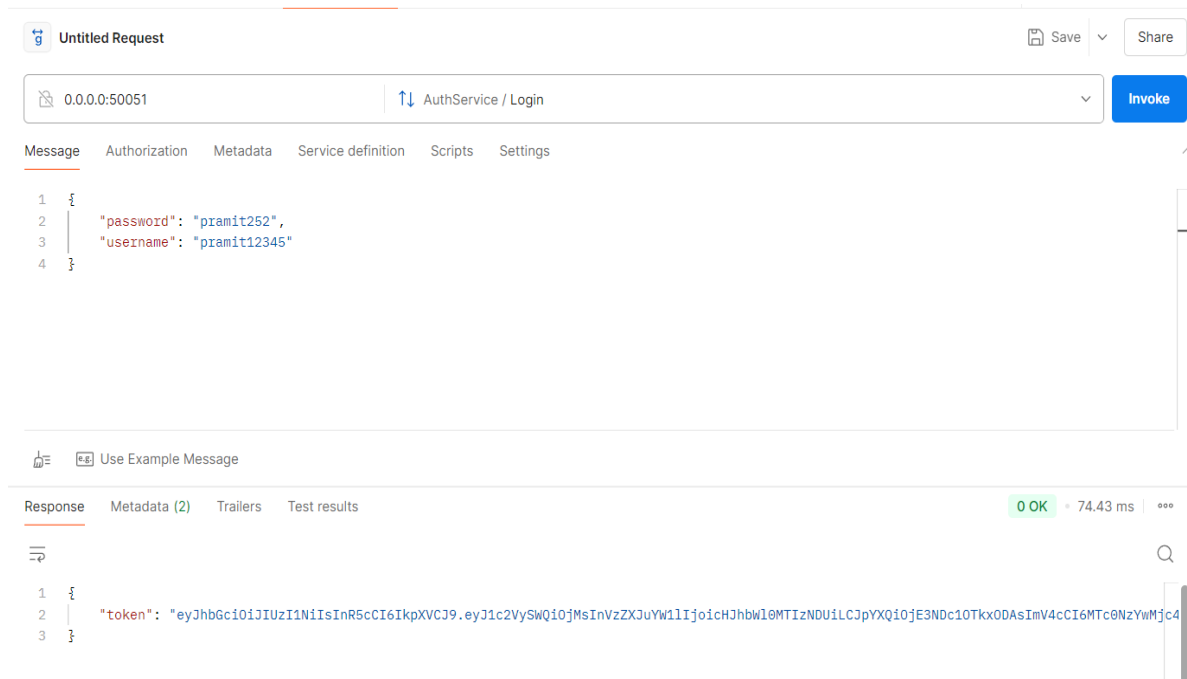 Untitled Request
Save
Share
0.0.0.0:50051
AuthService / Login
Invoke
Message Authorization Metadata Service definition Scripts Settings
1 {
2 "password": "pramit252",
3 "username": "pramit12345"
4 }
e.g. Use Example Message
Response Metadata (2) Trailers Test results
0 OK 74.43 ms
1 {
2 "token": "eyJhbGciOiJIUzI1NiIsInR5cCI6IkpXVCJ9.eyJ1c2VySWQiOjMsInVzZXJuYW1lIjoicHJhbWl0MTIzNDUiLCJpYXQiOjE3NDc1OTkxODAsImV4cCI6MTc0NzYwMjc4
3 }